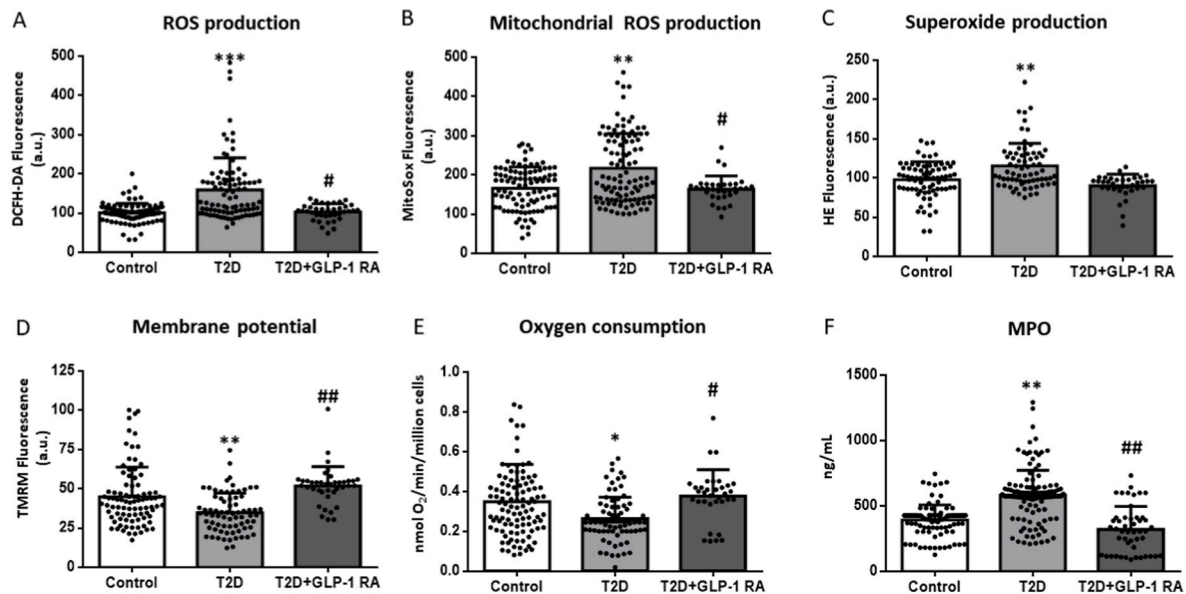 A
ROS production
DCFH-DA Fluorescence
(a.u.)
500
400
300
200
100
0
***
#
Control
T2D
T2D+GLP-1 RA
B
Mitochondrial ROS production
MitoSox Fluorescence
(a.u.)
500
400
300
200
100
0
**
#
Control
T2D
T2D+GLP-1 RA
C
Superoxide production
HE Fluorescence (a.u.)
250
200
150
100
50
0
**
Control
T2D
T2D+GLP-1 RA
D
Membrane potential
TMRM Fluorescence
(a.u.)
125
100
75
50
25
0
**
##
Control
T2D
T2D+GLP-1 RA
E
Oxygen consumption
nmol O₂/min/million cells
1.0
0.8
0.6
0.4
0.2
0.0
*
#
Control
T2D
T2D+GLP-1 RA
F
MPO
ng/mL
1500
1000
500
0
**
##
Control
T2D
T2D+GLP-1 RA